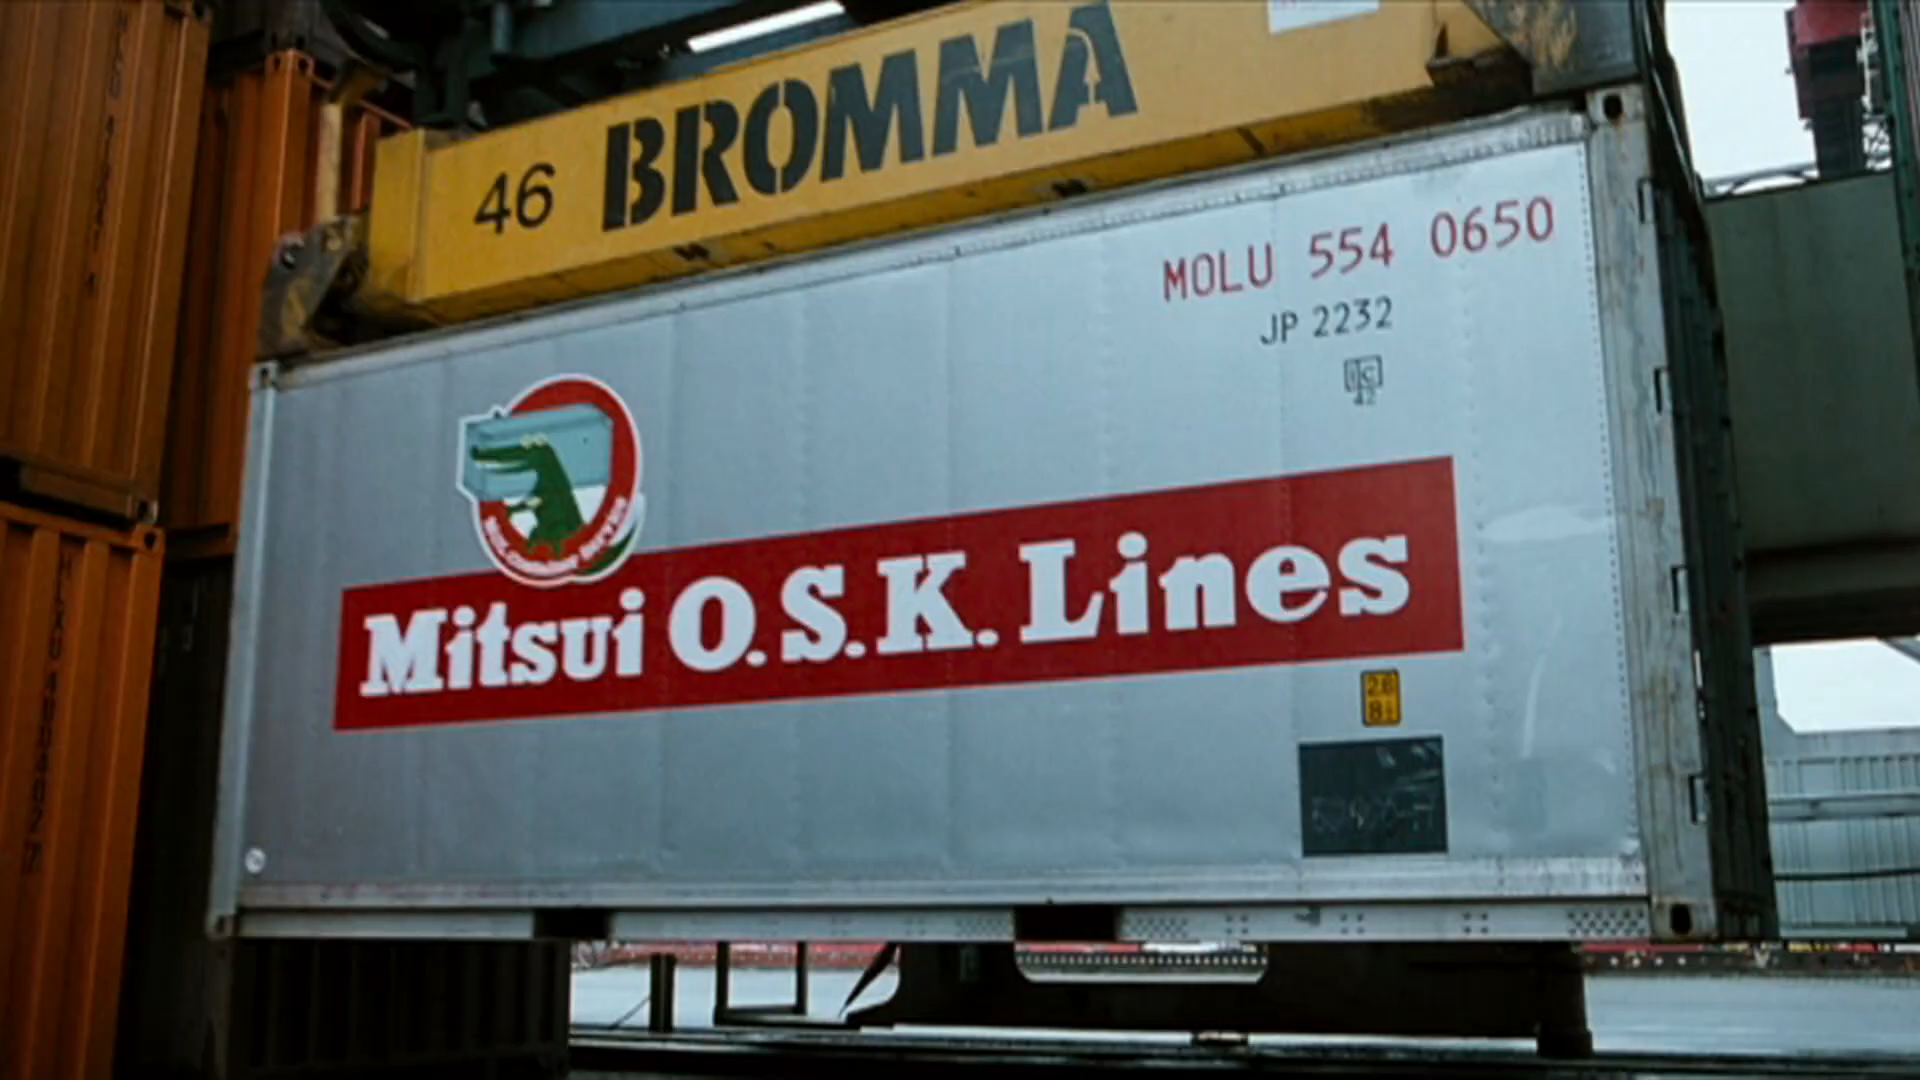 46 BROMMA
MOLU 554 0650
JP 2232
Mitsui O.S.K. Lines